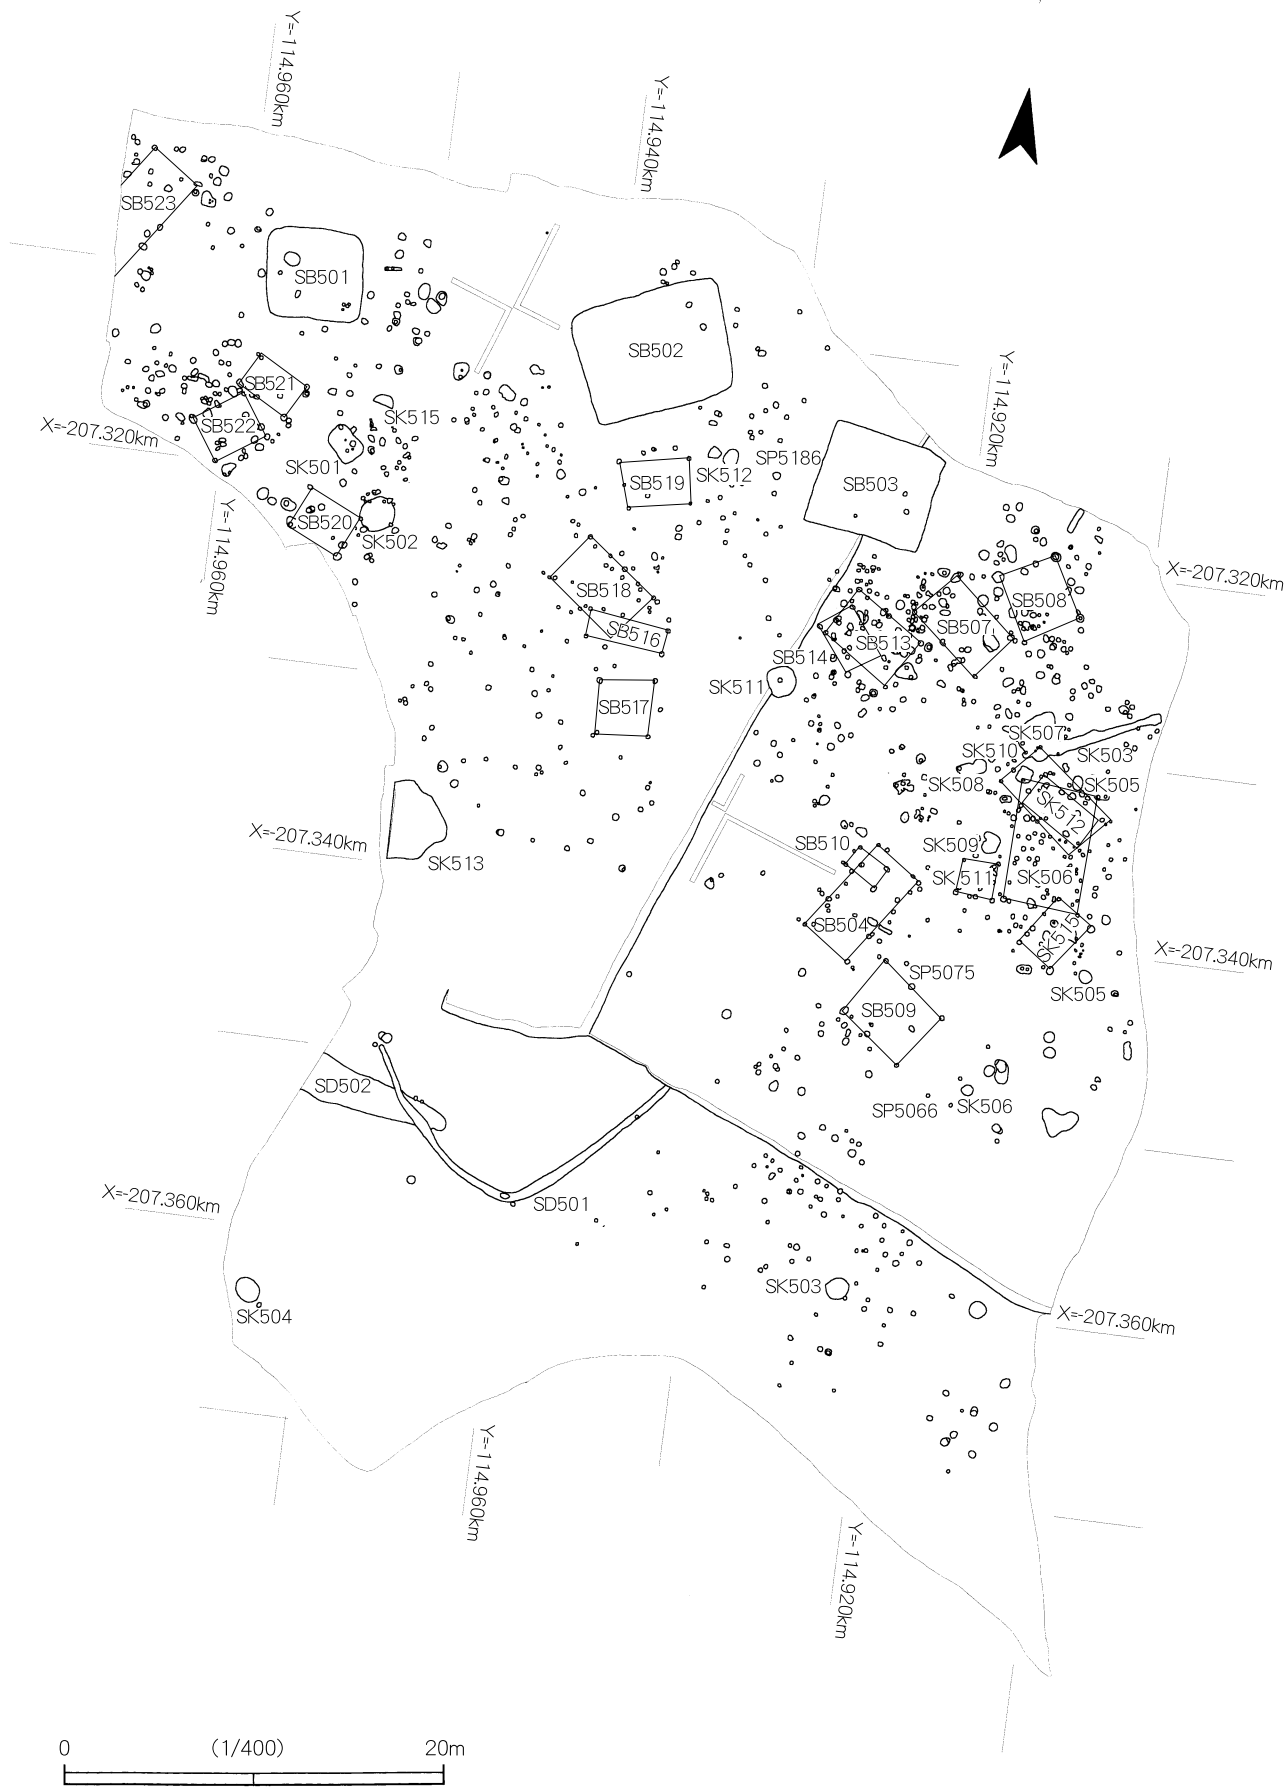 Y=-114.960km
Y=-114.940km
SB523
SB501
SB502
Y=-114.920km
SB521
SK515
SB522
X=-207.320km
SK501
SP5186
SK512
SB519
SB503
Y=-114.960km
SB520
SK502
X=-207.320km
SB518
SB508
SB516
SB507
SB513
SB514
SK511
SB517
SK507
SK510
SK503
SK508
SK505
SK512
X=-207.340km
SK513
SB510
SK509
SK511
SK506
SB504
SK515
X=-207.340km
SP5075
SK505
SB509
SD502
SP5066
SK506
X=-207.360km
SD501
SK503
SK504
X=-207.360km
Y=-114.960km
Y=-114.920km
0 (1/400) 20m